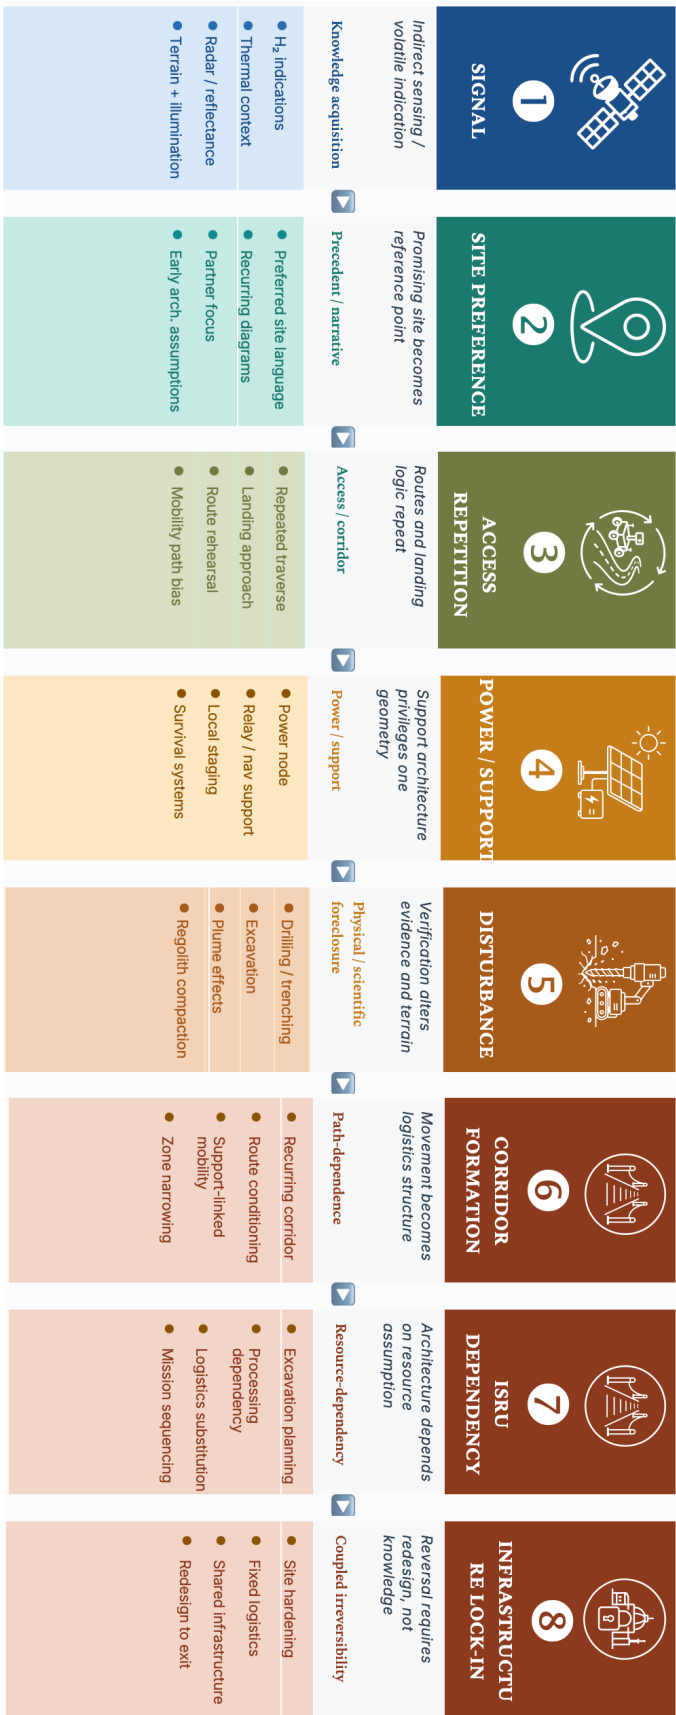 1
SIGNAL
Indirect sensing /
volatile indication
Knowledge acquisition
H₂ indications
Thermal context
Radar / reflectance
Terrain + illumination
2
SITE PREFERENCE
Promising site becomes
reference point
Precedent / narrative
Preferred site language
Recurring diagrams
Partner focus
Early arch. assumptions
3
ACCESS
REPETITION
Routes and landing
logic repeat
Access / corridor
Repeated traverse
Landing approach
Route rehearsal
Mobility path bias
4
POWER / SUPPORT
Support architecture
privileges one
geometry
Power / support
Power node
Relay / nav support
Local staging
Survival systems
5
DISTURBANCE
Verification alters
evidence and terrain
Physical / scientific
foreclosure
Drilling / trenching
Excavation
Plume effects
Regolith compaction
6
CORRIDOR
FORMATION
Movement becomes
logistics structure
Path-dependence
Recurring corridor
Route conditioning
Support-linked
mobility
Zone narrowing
7
ISRU
DEPENDENCY
Architecture depends
on resource
assumption
Resource-dependency
Excavation planning
Processing
dependency
Logistics substitution
Mission sequencing
8
INFRASTRUCTU
RE LOCK-IN
Reversal requires
redesign, not
knowledge
Coupled irreversibility
Site hardening
Fixed logistics
Shared infrastructure
Redesign to exit